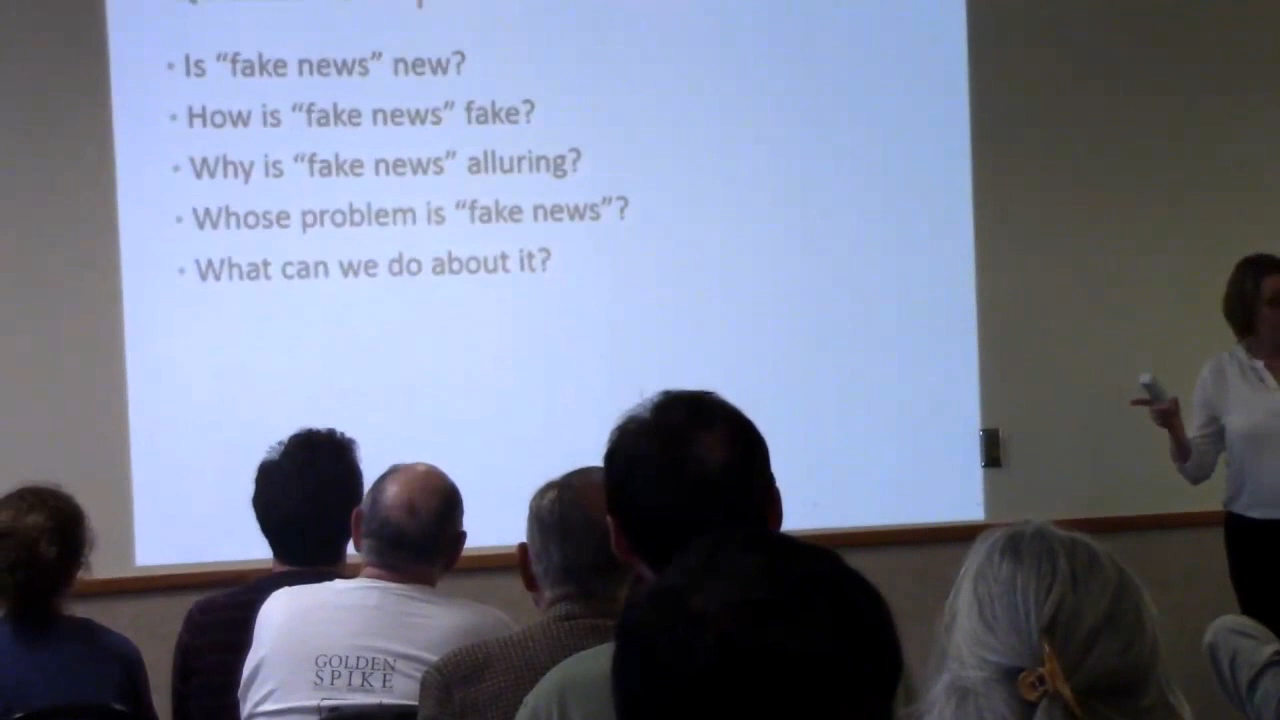 • Is “fake news” new?
• How is “fake news” fake?
• Why is “fake news” alluring?
• Whose problem is “fake news”?
• What can we do about it?
GOLDEN
SPIKE